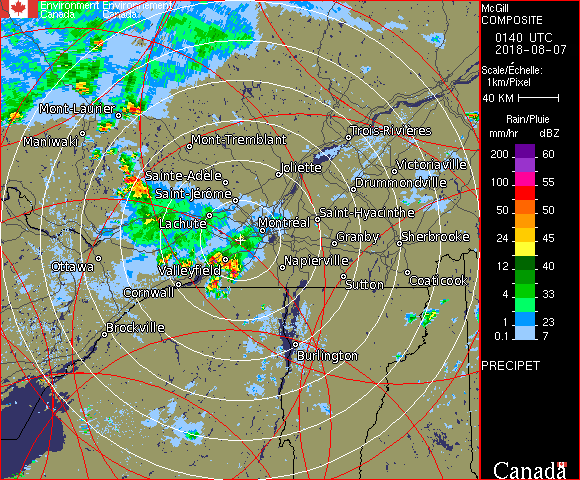 Environment Environnement
Canada Canada
Mont-Laurier
Maniwaki
Mont-Tremblant
Trois-Rivières
Joliette
Victoriaville
Sainte-Adèle
Drummondville
Saint-Jérôme
Saint-Hyacinthe
Lachute
Montréal
Granby
Sherbrooke
Ottawa
Valleyfield
Napierville
Cornwall
Sutton
Coaticook
Brockville
Burlington
McGill
COMPOSITE
0140 UTC
2018-08-07
Scale/Échelle:
1km/Pixel
40 KM
Rain/Pluie
mm/hr dBZ
200 60
55
100 55
50 50
24 45
12 40
4 33
2 23
0.1 7
PRECIPET
Canada